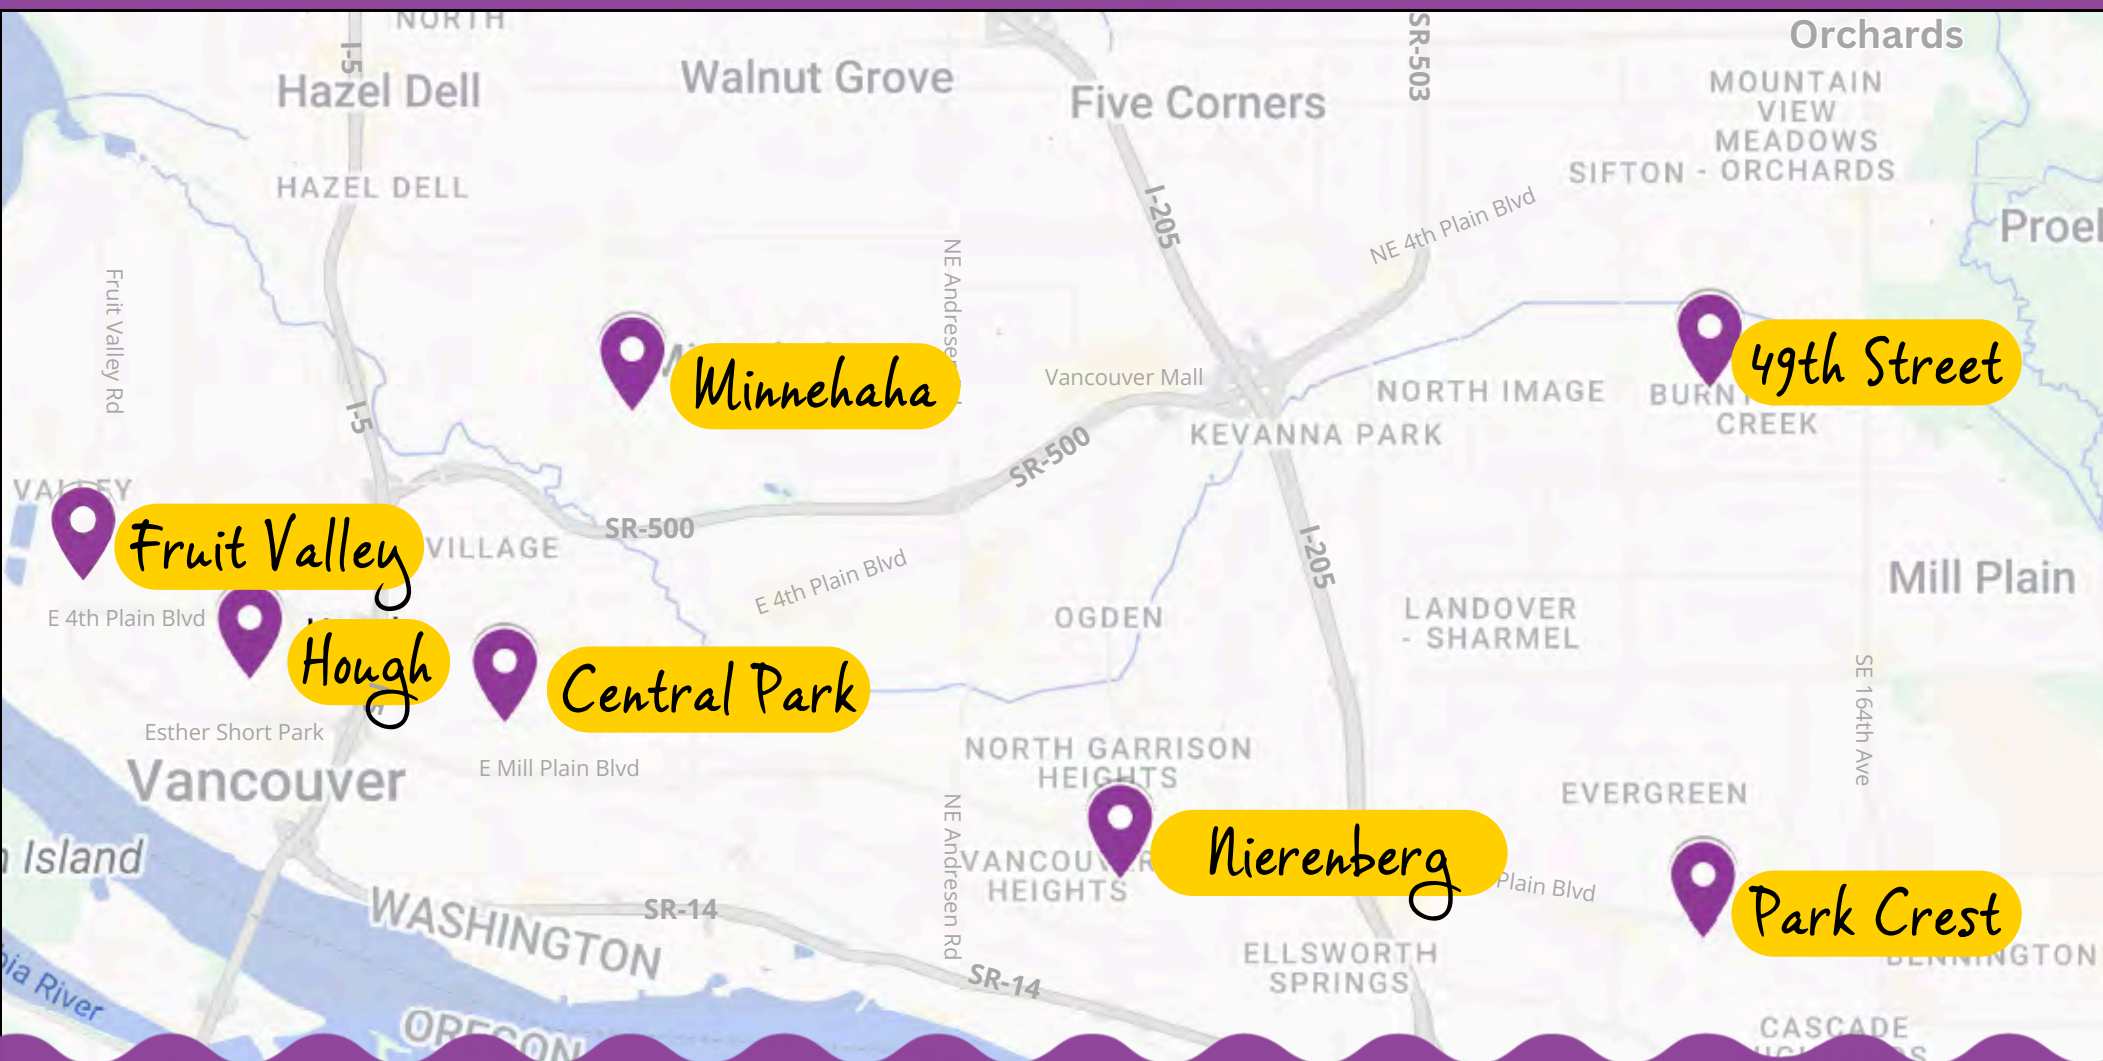 NORTH
Orchards
I-5
SR-503
Hazel Dell
Walnut Grove
Five Corners
MOUNTAIN
VIEW
MEADOWS
SIFTON - ORCHARDS
HAZEL DELL
I-205
NE 4th Plain Blvd
Fruit Valley Rd
Minnehaha
Vancouver Mall
49th Street
NORTH IMAGE
CREEK
I-5
KEVANNA PARK
SR-500
VALLEY
Fruit Valley
VILLAGE
SR-500
I-205
E 4th Plain Blvd
Mill Plain
E 4th Plain Blvd
OGDEN
LANDOVER
- SHARMEL
Hough
Central Park
SE 164th Ave
Esther Short Park
E Mill Plain Blvd
Vancouver
NORTH GARRISON
HEIGHTS
EVERGREEN
NE Andresen Rd
Island
VANCOUVER
HEIGHTS
Nierenberg
Plain Blvd
Park Crest
WASHINGTON
SR-14
ELLSWORTH
SPRINGS
SR-14
River
OREGON
CASCADE